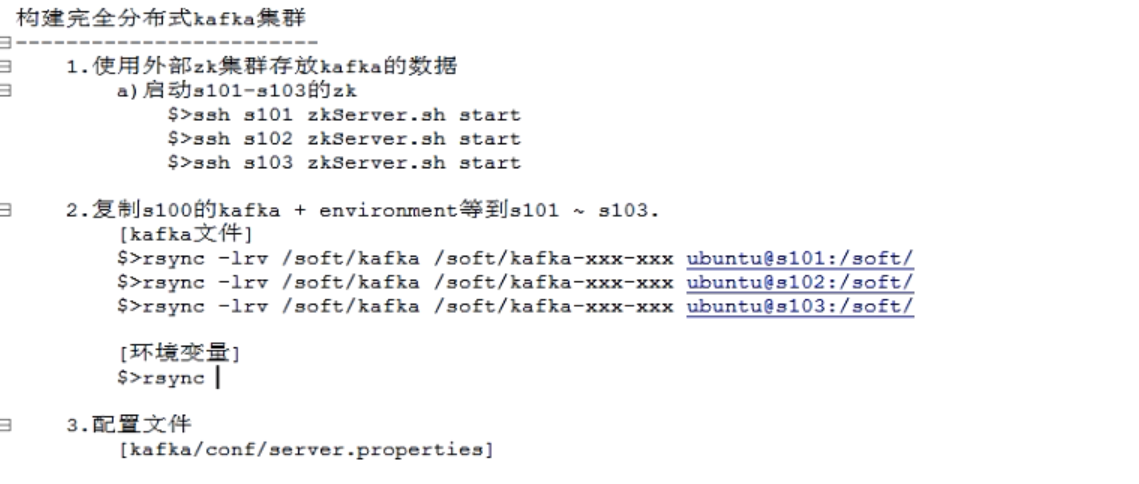 构建完全分布式kafka集群
------------------------
1.使用外部zk集群存放kafka的数据
a)启动s101-s103的zk
$>ssh s101 zkServer.sh start
$>ssh s102 zkServer.sh start
$>ssh s103 zkServer.sh start
2.复制s100的kafka + environment等到s101 ~ s103.
[kafka文件]
$>rsync -lrv /soft/kafka /soft/kafka-xxx-xxx ubuntu@s101:/soft/
$>rsync -lrv /soft/kafka /soft/kafka-xxx-xxx ubuntu@s102:/soft/
$>rsync -lrv /soft/kafka /soft/kafka-xxx-xxx ubuntu@s103:/soft/
[环境变量]
$>rsync
3.配置文件
[kafka/conf/server.properties]